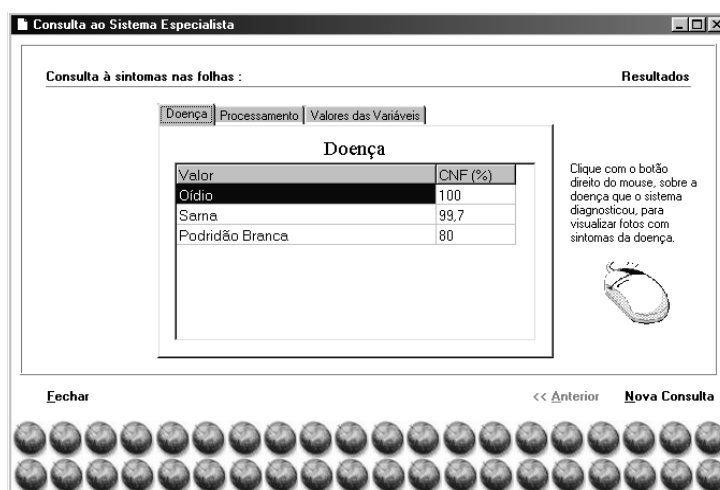 Consulta ao Sistema Especialista
Consulta à sintomas nas folhas :
Resultados
Doença
Processamento
Valores das Variáveis
Doença
Valor CNF (%)
Oídio 100
Sarna 99,7
Podridão Branca 80
Clique com o botão
direito do mouse, sobre a
doença que o sistema
diagnosticou, para
visualizar fotos com
sintomas da doença.
Fechar
<< Anterior
Nova Consulta